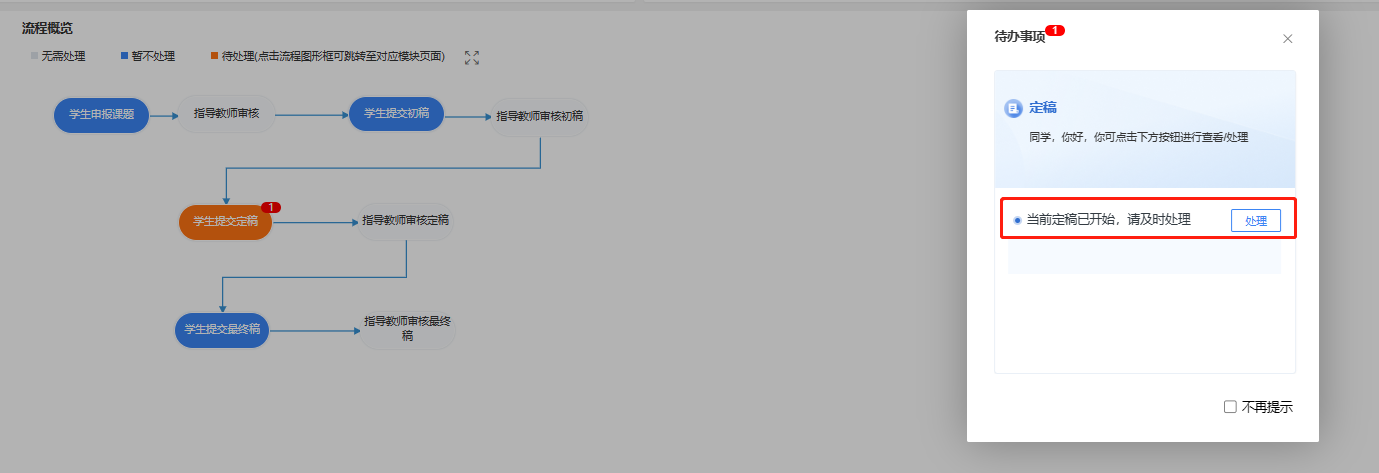 流程概览
无需处理
暂不处理
待处理(点击流程图形框可跳转至对应模块页面)
学生申报课题
指导教师审核
学生提交初稿
指导教师审核初稿
学生提交定稿
1
指导教师审核定稿
学生提交最终稿
指导教师审核最终
稿
待办事项
1
定稿
同学，你好，你可点击下方按钮进行查看/处理
当前定稿已开始，请及时处理
处理
不再提示